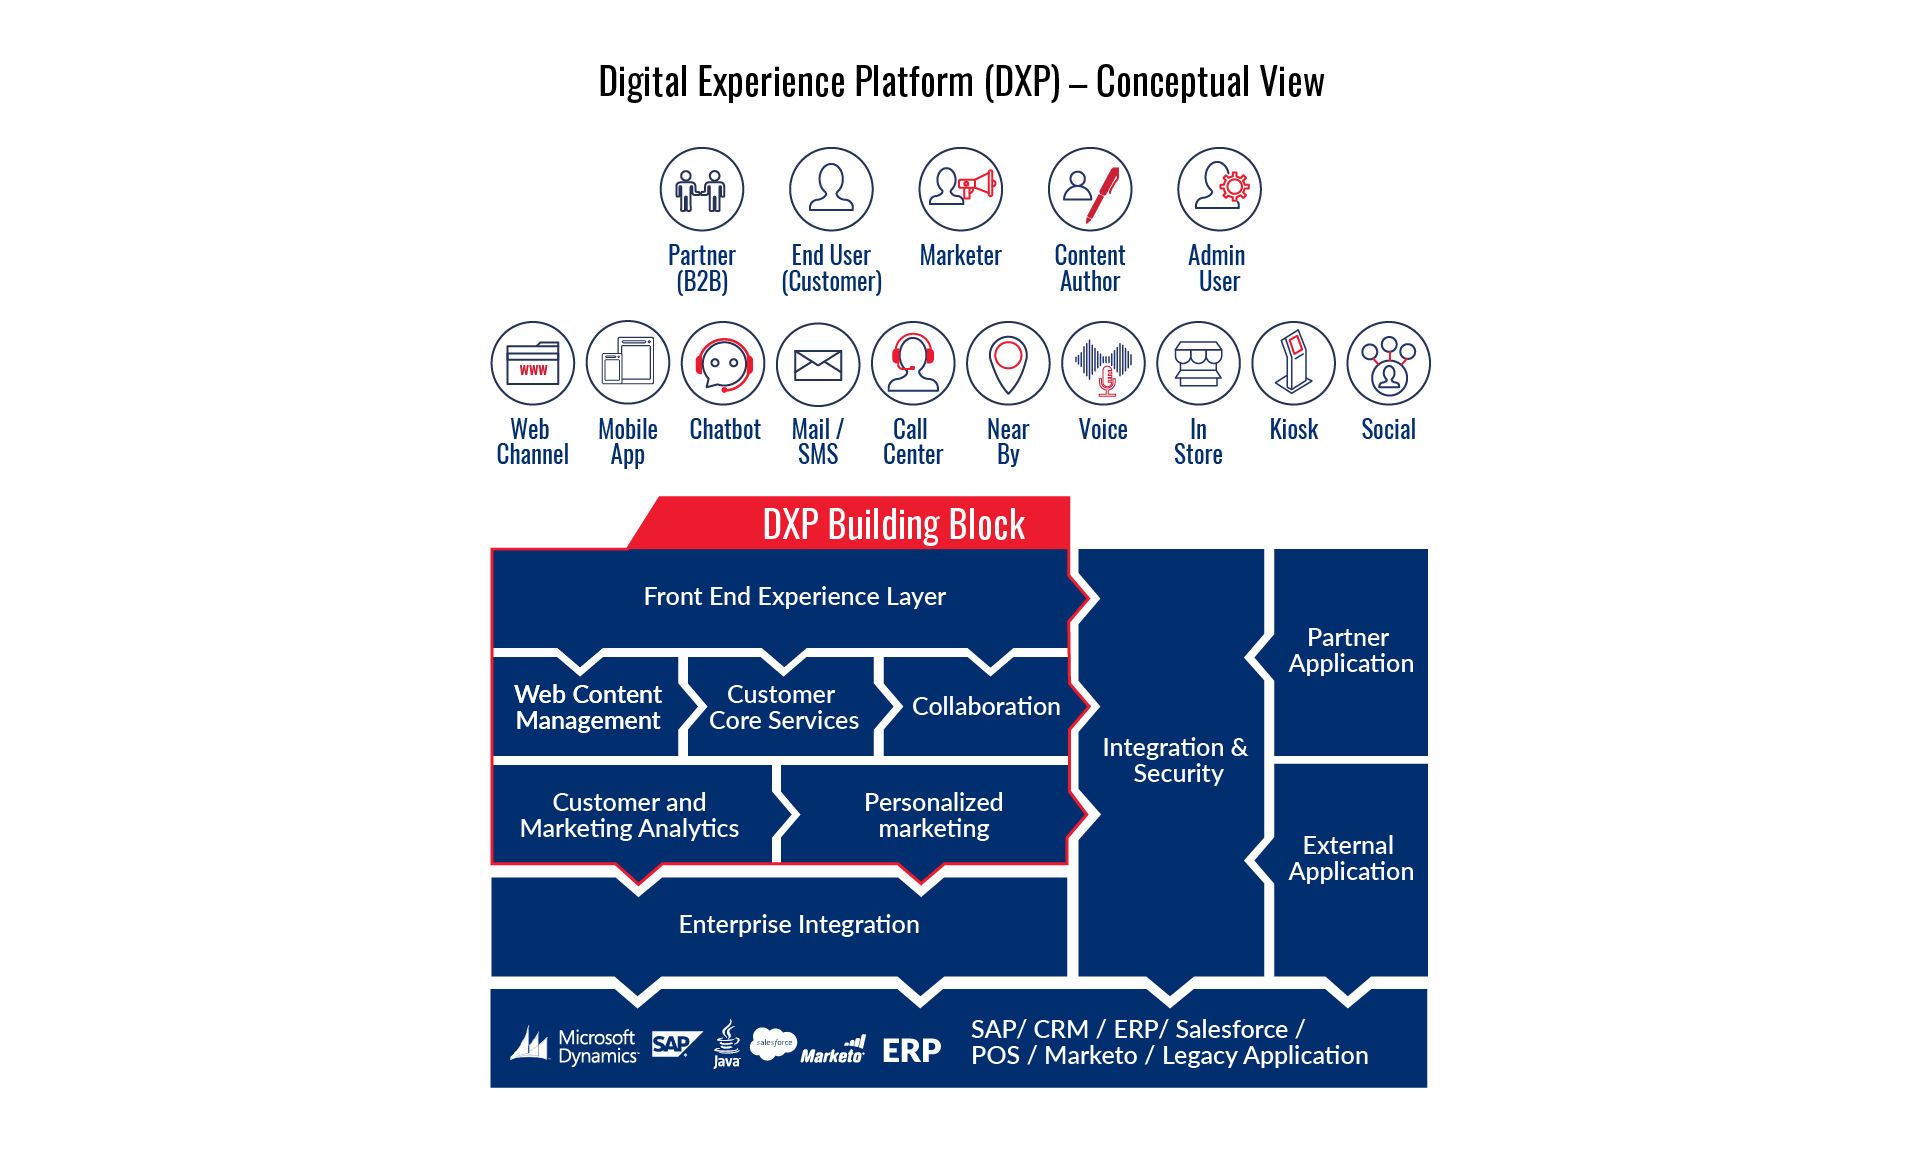 Digital Experience Platform (DXP) – Conceptual View
Partner
(B2B)
End User
(Customer)
Marketer
Content
Author
Admin
User
www
Web
Channel
Mobile
App
Chatbot
Mail /
SMS
Call
Center
Near
By
Voice
In
Store
Kiosk
Social
DXP Building Block
Front End Experience Layer
Web Content
Management
Customer
Core Services
Collaboration
Customer and
Marketing Analytics
Personalized
marketing
Enterprise Integration
Integration &
Security
Partner
Application
External
Application
Microsoft
Dynamics
SAP
Java
salesforce
Marketo
ERP
SAP/ CRM / ERP/ Salesforce /
POS / Marketo / Legacy Application